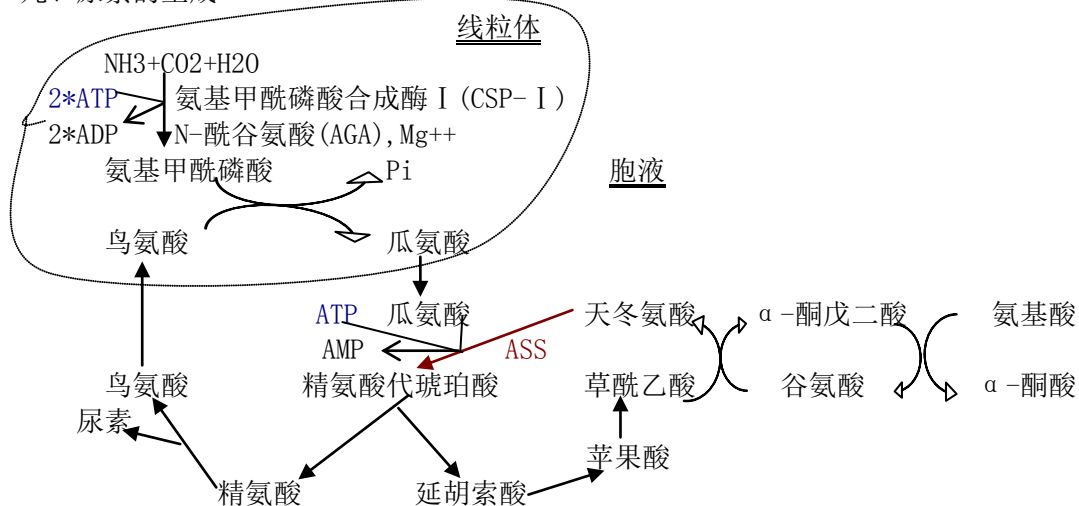 线粒体
NH3+CO2+H2O
2*ATP 氨基甲酰磷酸合成酶Ⅰ(CSP-Ⅰ)
2*ADP N-酰谷氨酸(AGA),Mg++
氨基甲酰磷酸 Pi 胞液
鸟氨酸 瓜氨酸
ATP 瓜氨酸 天冬氨酸 α-酮戊二酸 氨基酸
AMP ASS
鸟氨酸 精氨酸代琥珀酸 草酰乙酸 谷氨酸 α-酮酸
尿素
苹果酸
精氨酸 延胡索酸